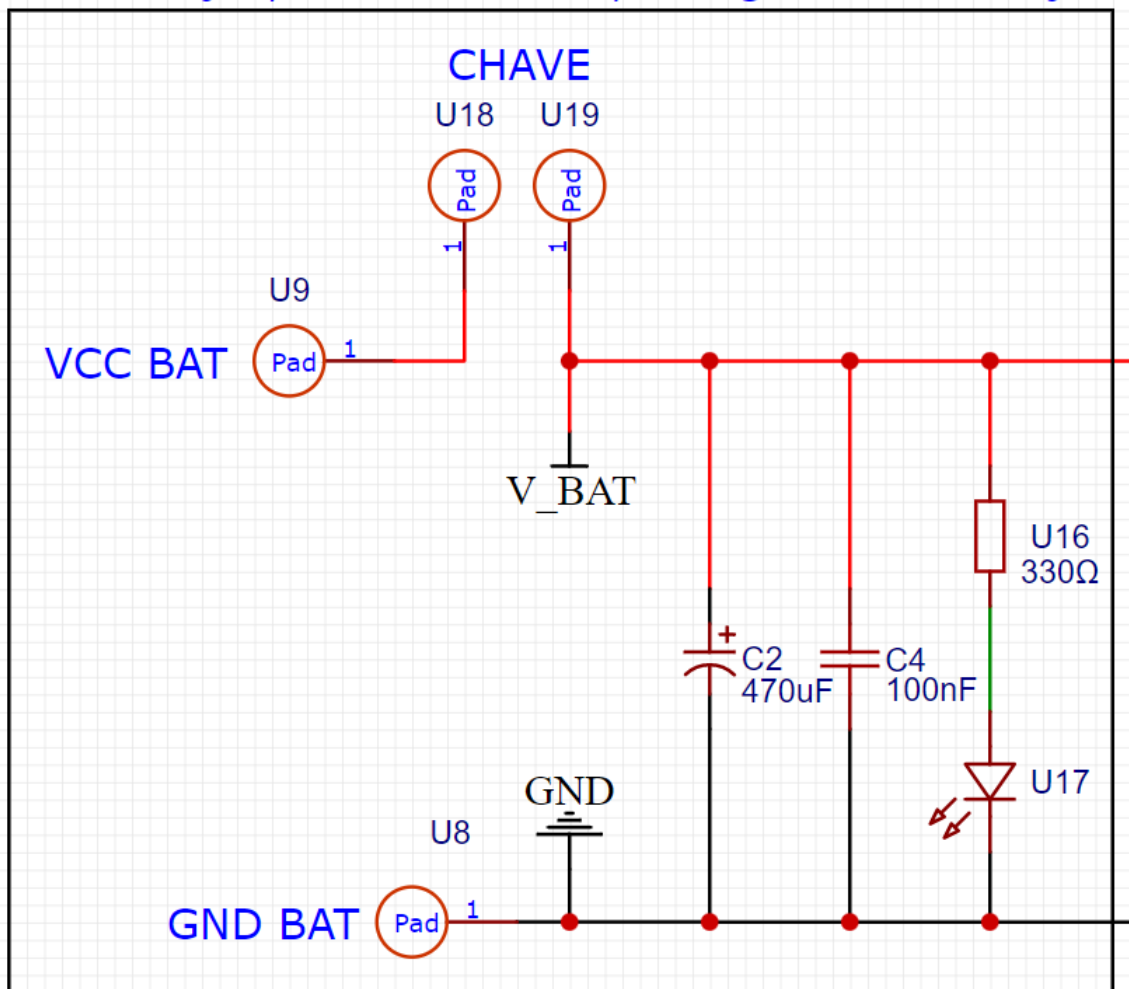 CHAVE
U18 U19
Pad Pad
1 1
U9
VCC BAT Pad 1
V_BAT
U16
330Ω
+
C2 C4
470uF 100nF
GND
U17
U8
GND BAT Pad 1